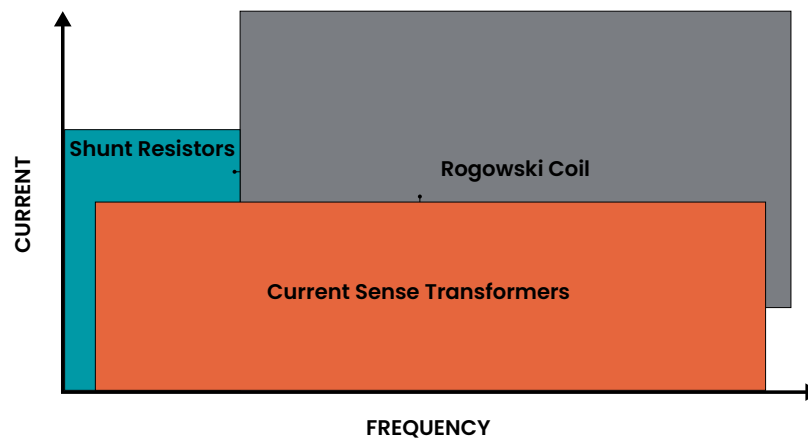 Shunt Resistors
Rogowski Coil
CURRENT
Current Sense Transformers
FREQUENCY